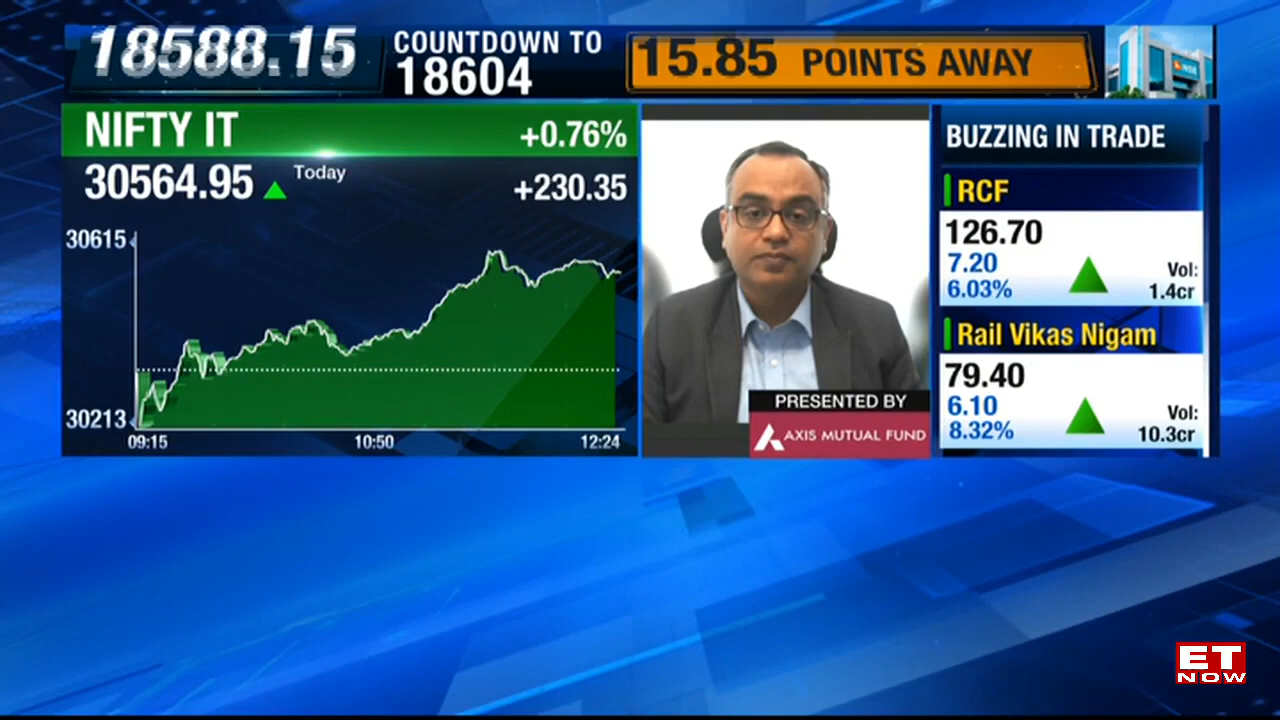 18588.15
COUNTDOWN TO
18604
15.85 POINTS AWAY
NIFTY IT
+0.76%
30564.95
Today
+230.35
30615
30213
09:15
10:50
12:24
PRESENTED BY
AXIS MUTUAL FUND
BUZZING IN TRADE
RCF
126.70
7.20
6.03%
Vol:
1.4cr
Rail Vikas Nigam
79.40
6.10
8.32%
Vol:
10.3cr
ET
NOW